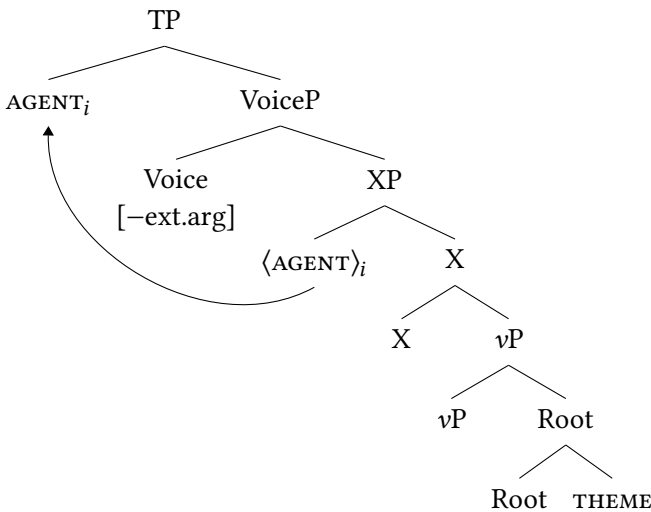 TP
AGENTᵢ VoiceP
Voice XP
[−ext.arg]
⟨AGENT⟩ᵢ X
X vP
vP Root
Root THEME